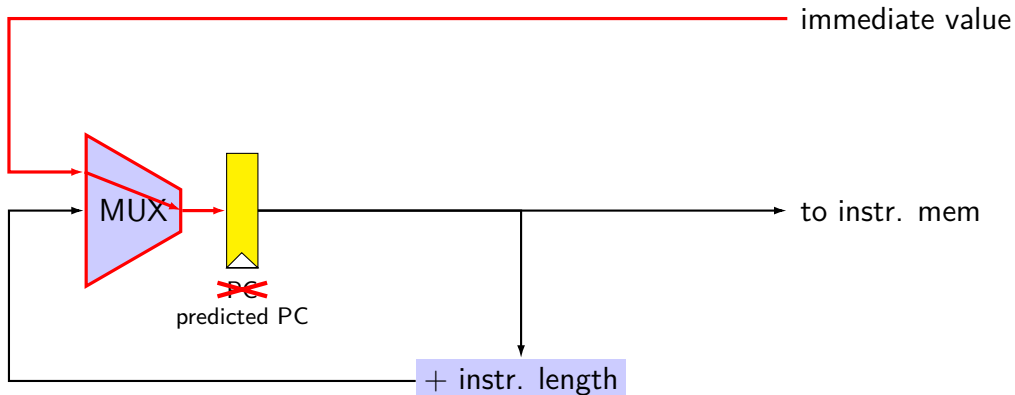 immediate value
MUX
to instr. mem
PC
predicted PC
+ instr. length